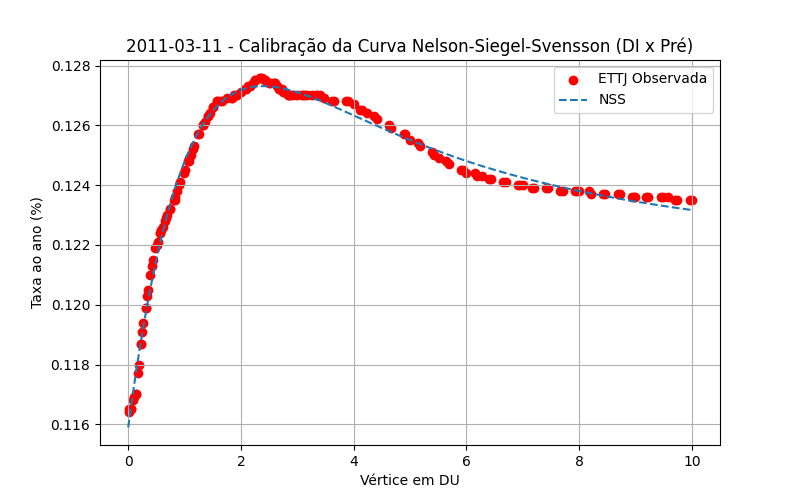 2011-03-11 - Calibração da Curva Nelson-Siegel-Svensson (DI x Pré)
0.128
0.126
0.124
0.122
0.120
0.118
0.116
Taxa ao ano (%)
ETTJ Observada
NSS
0
2
4
6
8
10
Vértice em DU